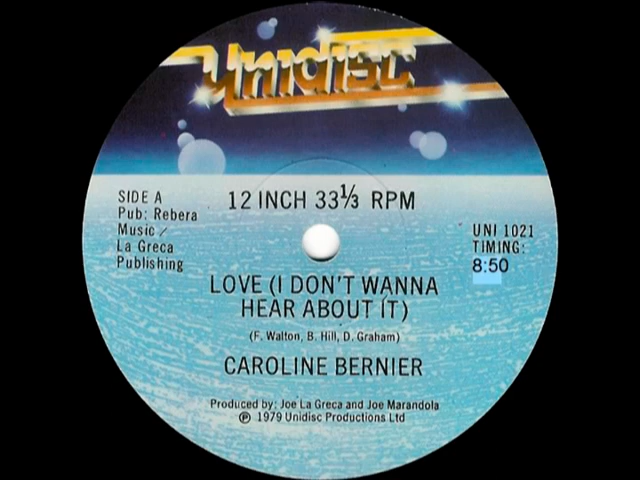 Unidisc
SIDE A
Pub: Rebera
Music /
La Greca
Publishing
12 INCH 33⅓ RPM
UNI 1021
TIMING:
8:50
LOVE (I DON'T WANNA
HEAR ABOUT IT)
(F. Walton, B. Hill, D. Graham)
CAROLINE BERNIER
Produced by: Joe La Greca and Joe Marandola
℗ 1979 Unidisc Productions Ltd